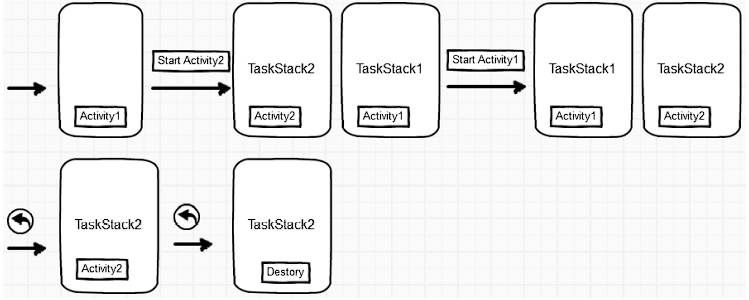 Start Activity2
Start Activity1
TaskStack2
TaskStack1
TaskStack1
TaskStack2
Activity1
Activity2
Activity1
Activity1
Activity2
TaskStack2
TaskStack2
Activity2
Destory